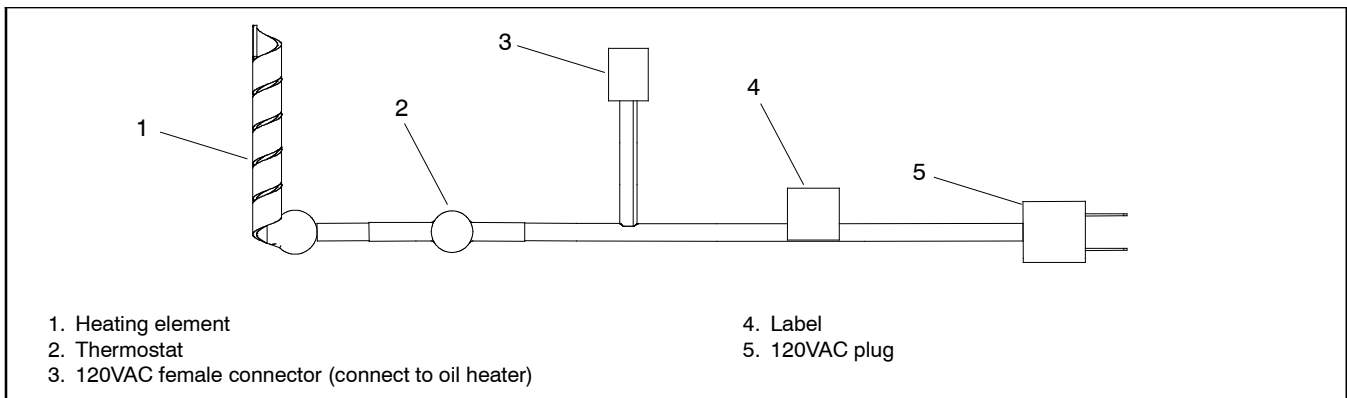 3
4
2
1
5
1. Heating element
2. Thermostat
3. 120VAC female connector (connect to oil heater)
4. Label
5. 120VAC plug